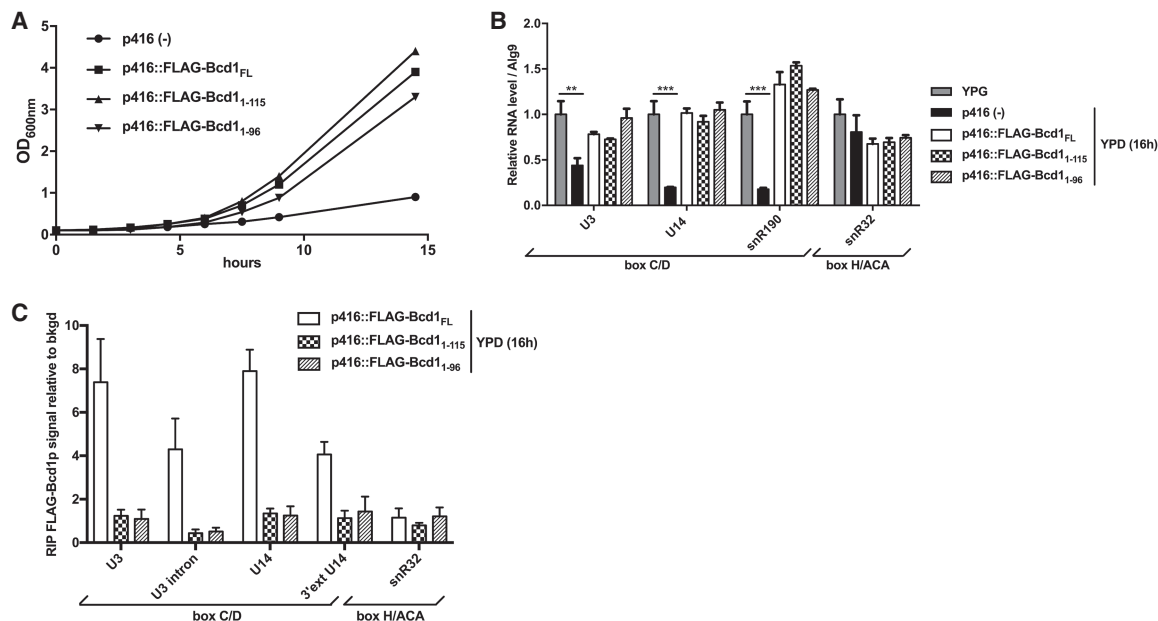 A
5
4
3
2
1
0
OD600nm
0
5
10
15
hours
p416 (-)
p416::FLAG-Bcd1FL
p416::FLAG-Bcd11-115
p416::FLAG-Bcd11-96
B
2.0
1.5
1.0
0.5
0.0
Relative RNA level / Alg9
**
***
***
U3
U14
snR190
snR32
box C/D
box H/ACA
YPG
p416 (-)
p416::FLAG-Bcd1FL
p416::FLAG-Bcd11-115
p416::FLAG-Bcd11-96
YPD (16h)
C
10
8
6
4
2
0
RIP FLAG-Bcd1p signal relative to bkgd
p416::FLAG-Bcd1FL
p416::FLAG-Bcd11-115
p416::FLAG-Bcd11-96
YPD (16h)
U3
U3 intron
U14
3'ext U14
snR32
box C/D
box H/ACA